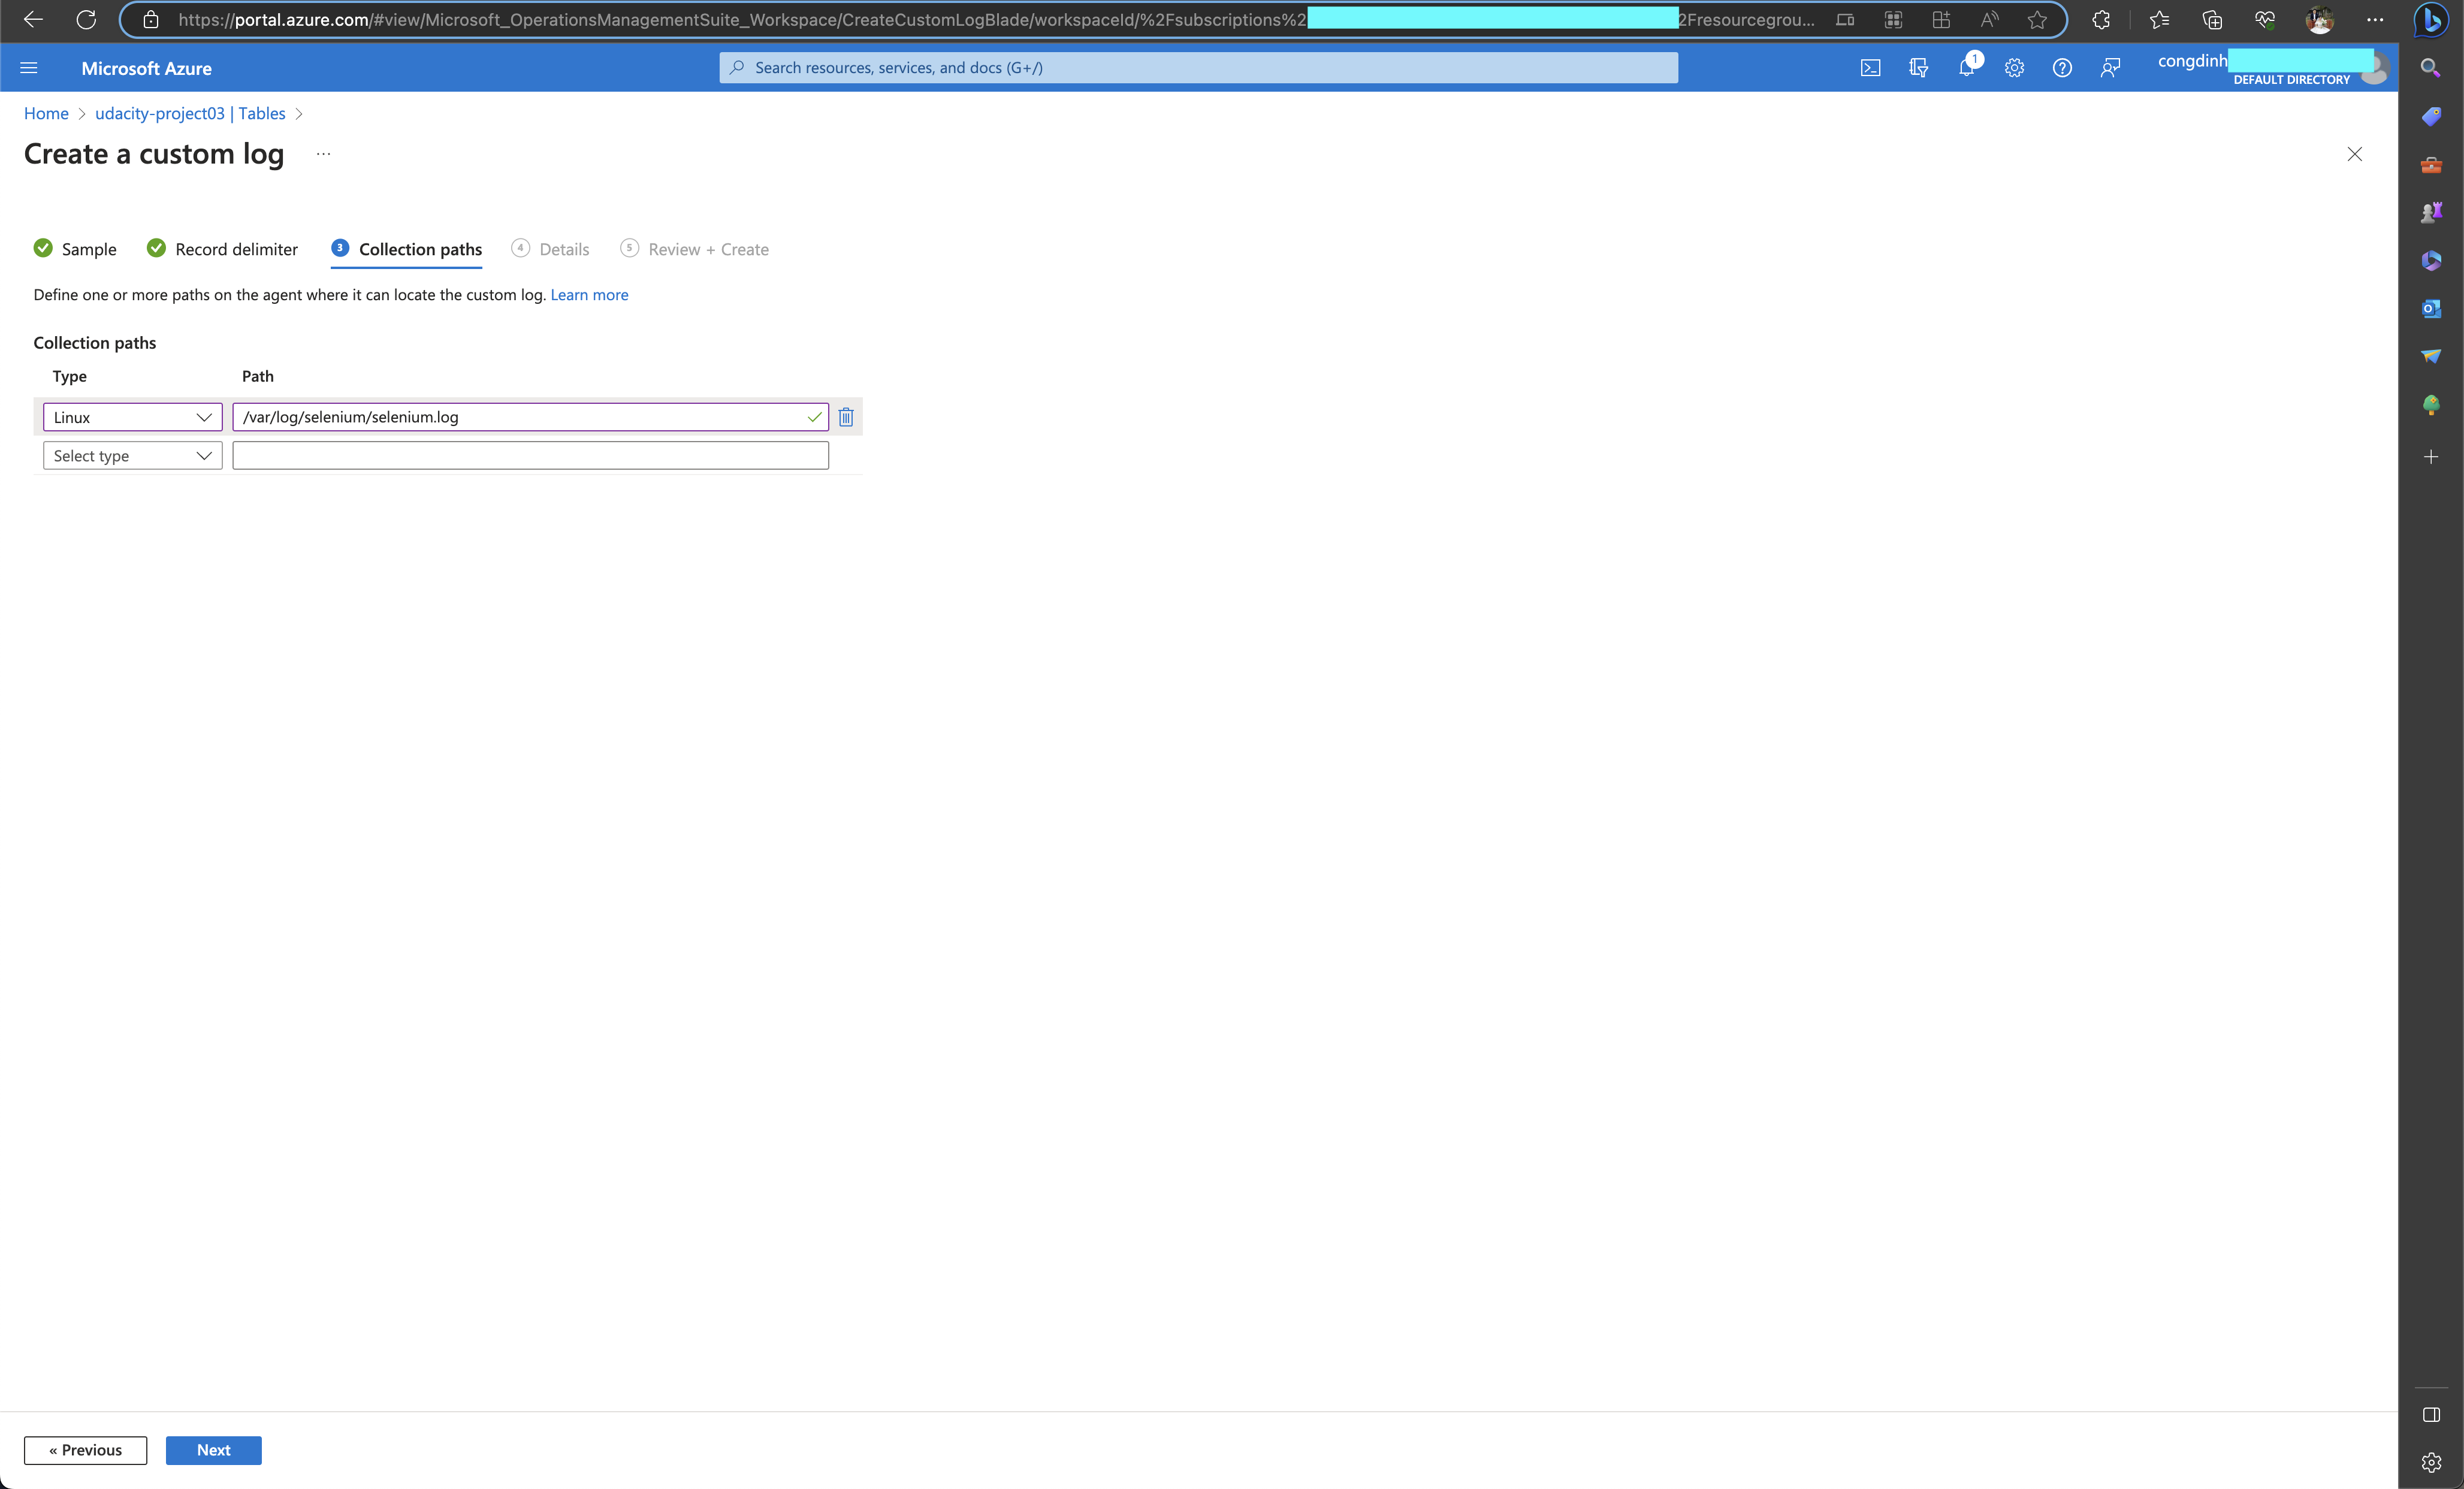 https://portal.azure.com/#view/Microsoft_OperationsManagementSuite_Workspace/CreateCustomLogBlade/workspaceId/%2Fsubscriptions%2 2Fresourcegrou...
Microsoft Azure
Search resources, services, and docs (G+/)
1
congdinh
DEFAULT DIRECTORY
Home > udacity-project03 | Tables >
Create a custom log ...
Sample
Record delimiter
3 Collection paths
4 Details
5 Review + Create
Define one or more paths on the agent where it can locate the custom log. Learn more
Collection paths
Type Path
Linux /var/log/selenium/selenium.log
Select type
« Previous Next